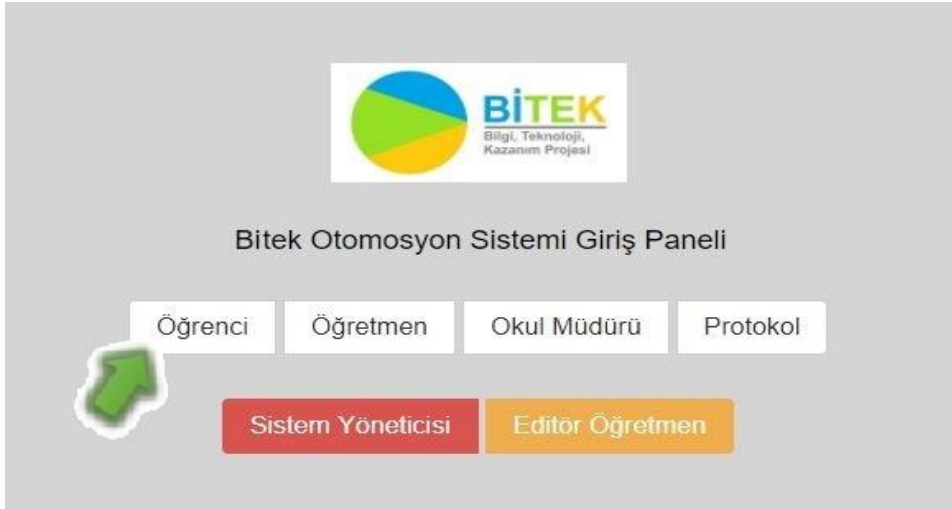 BİTEK
Bilgi, Teknoloji,
Kazanım Projesi
Bitek Otomosyon Sistemi Giriş Paneli
Öğrenci Öğretmen Okul Müdürü Protokol
Sistem Yöneticisi Editör Öğretmen